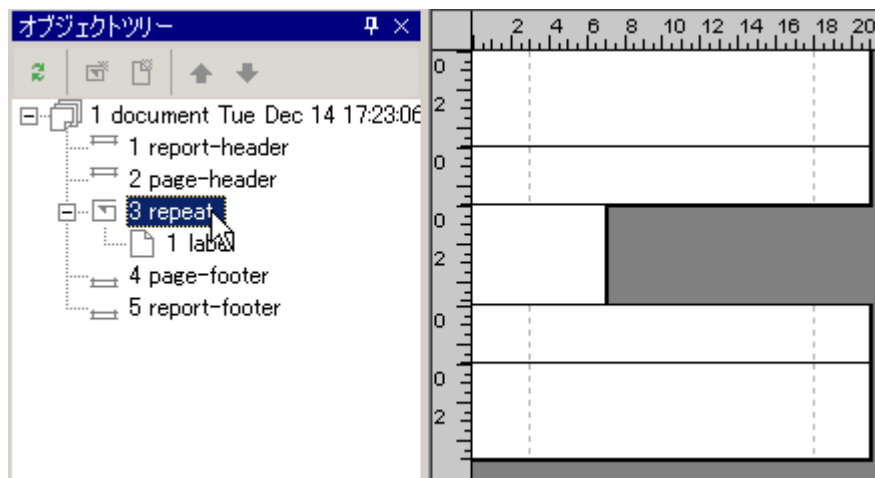 オブジェクトツリー
1 document Tue Dec 14 17:23:06
1 report-header
2 page-header
3 repeat
1 label
4 page-footer
5 report-footer
2 4 6 8 10 12 14 16 18 20
0
2
0
0
2
0
0
2